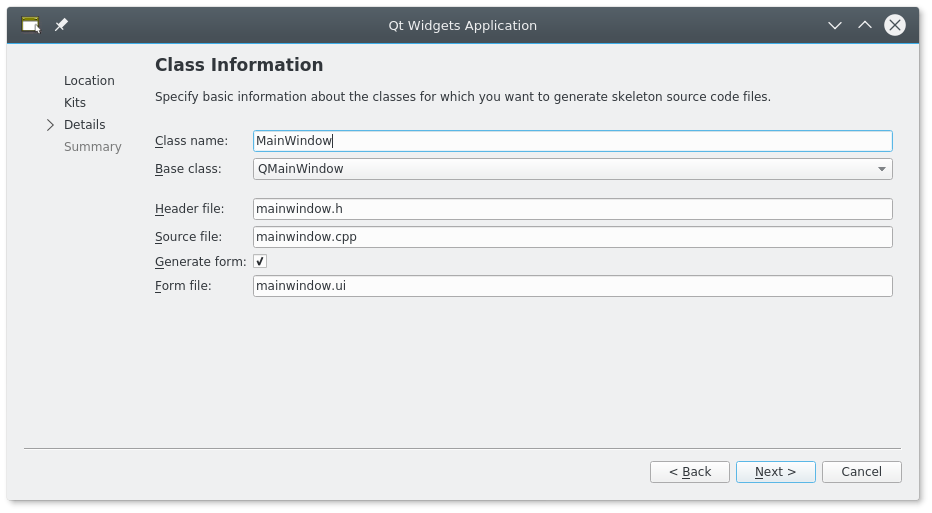 Qt Widgets Application
Location
Kits
Details
Summary
Class Information
Specify basic information about the classes for which you want to generate skeleton source code files.
Class name: MainWindow
Base class: QMainWindow
Header file: mainwindow.h
Source file: mainwindow.cpp
Generate form:
Form file: mainwindow.ui
< Back Next > Cancel